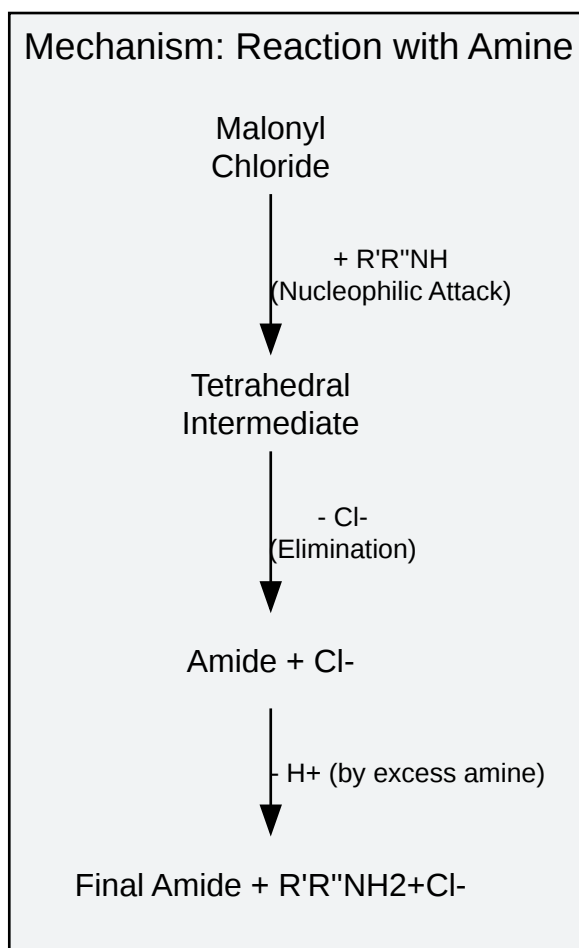 Mechanism: Reaction with Amine
Malonyl
Chloride
+ R'R"NH
(Nucleophilic Attack)
Tetrahedral
Intermediate
- Cl-
(Elimination)
Amide + Cl-
- H+ (by excess amine)
Final Amide + R'R"NH2+Cl-